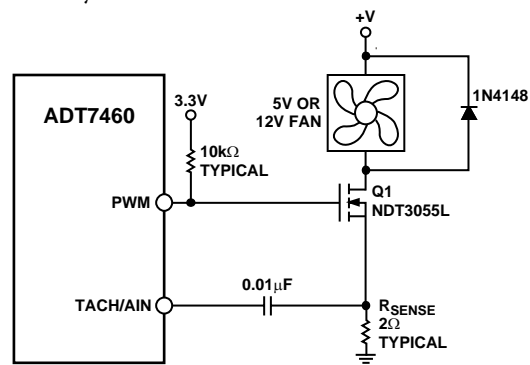 +V
ADT7460
3.3V
5V OR
12V FAN
1N4148
10kΩ
TYPICAL
PWM
Q1
NDT3055L
TACH/AIN
0.01μF
RSENSE
2Ω
TYPICAL